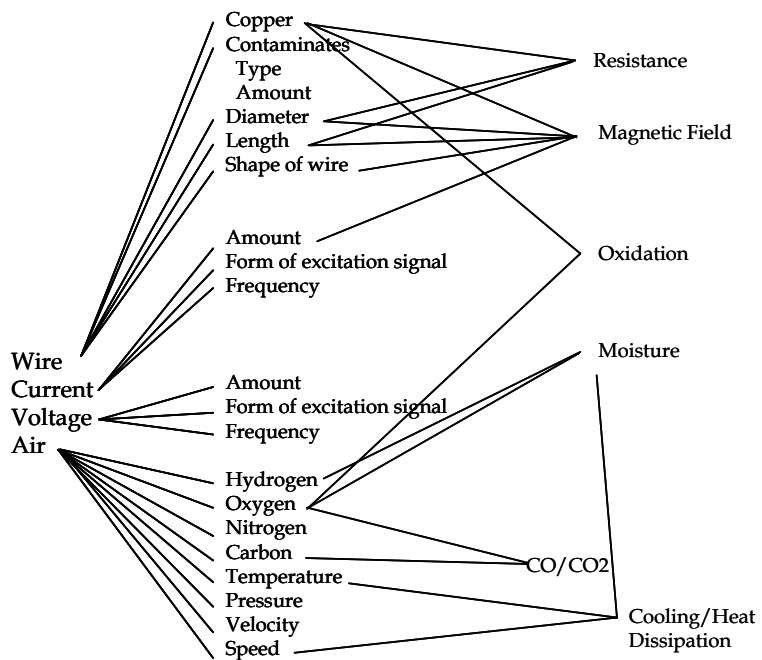 Wire
Current
Voltage
Air
Copper
Contaminates
Type
Amount
Diameter
Length
Shape of wire
Amount
Form of excitation signal
Frequency
Amount
Form of excitation signal
Frequency
Hydrogen
Oxygen
Nitrogen
Carbon
Temperature
Pressure
Velocity
Speed
Resistance
Magnetic Field
Oxidation
Moisture
CO/CO2
Cooling/Heat
Dissipation